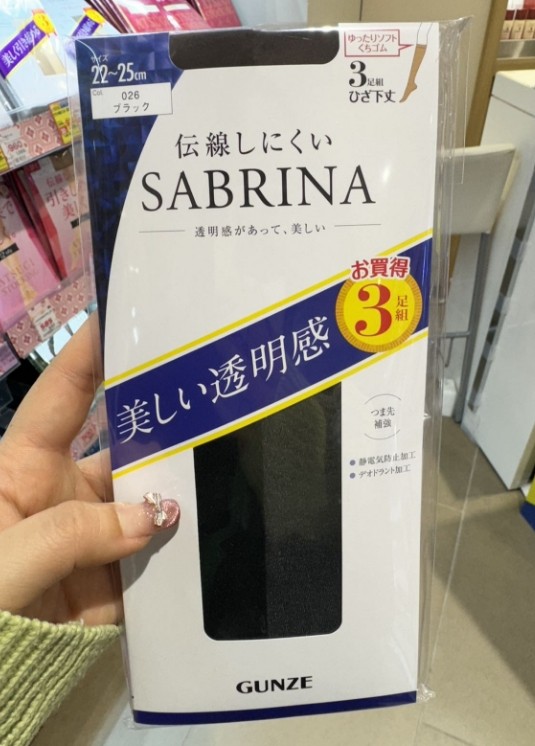 サイズ
22~25cm
Col.
026
ブラック
ゆったりソフト
くちゴム
3足組
ひざ下丈
伝線しにくい
SABRINA
透明感があって、美しい
お買得
3足組
美しい透明感
つま先
補強
静電気防止加工
デオドラント加工
GUNZE